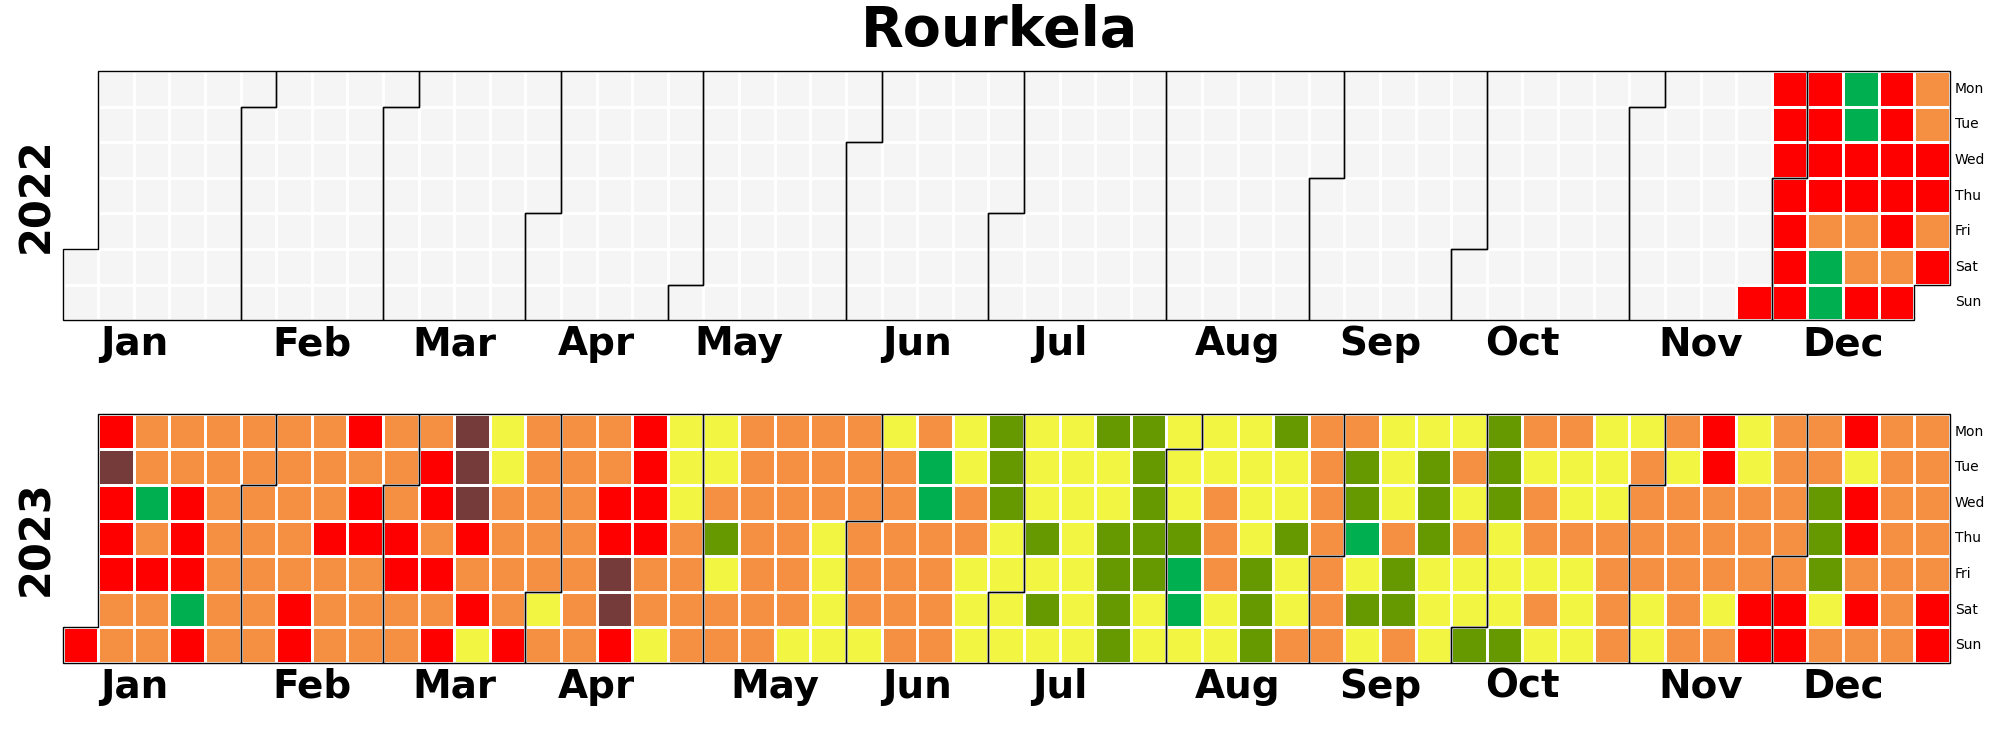 Rourkela
2022
Mon
Tue
Wed
Thu
Fri
Sat
Sun
Jan Feb Mar Apr May Jun Jul Aug Sep Oct Nov Dec
2023
Mon
Tue
Wed
Thu
Fri
Sat
Sun
Jan Feb Mar Apr May Jun Jul Aug Sep Oct Nov Dec